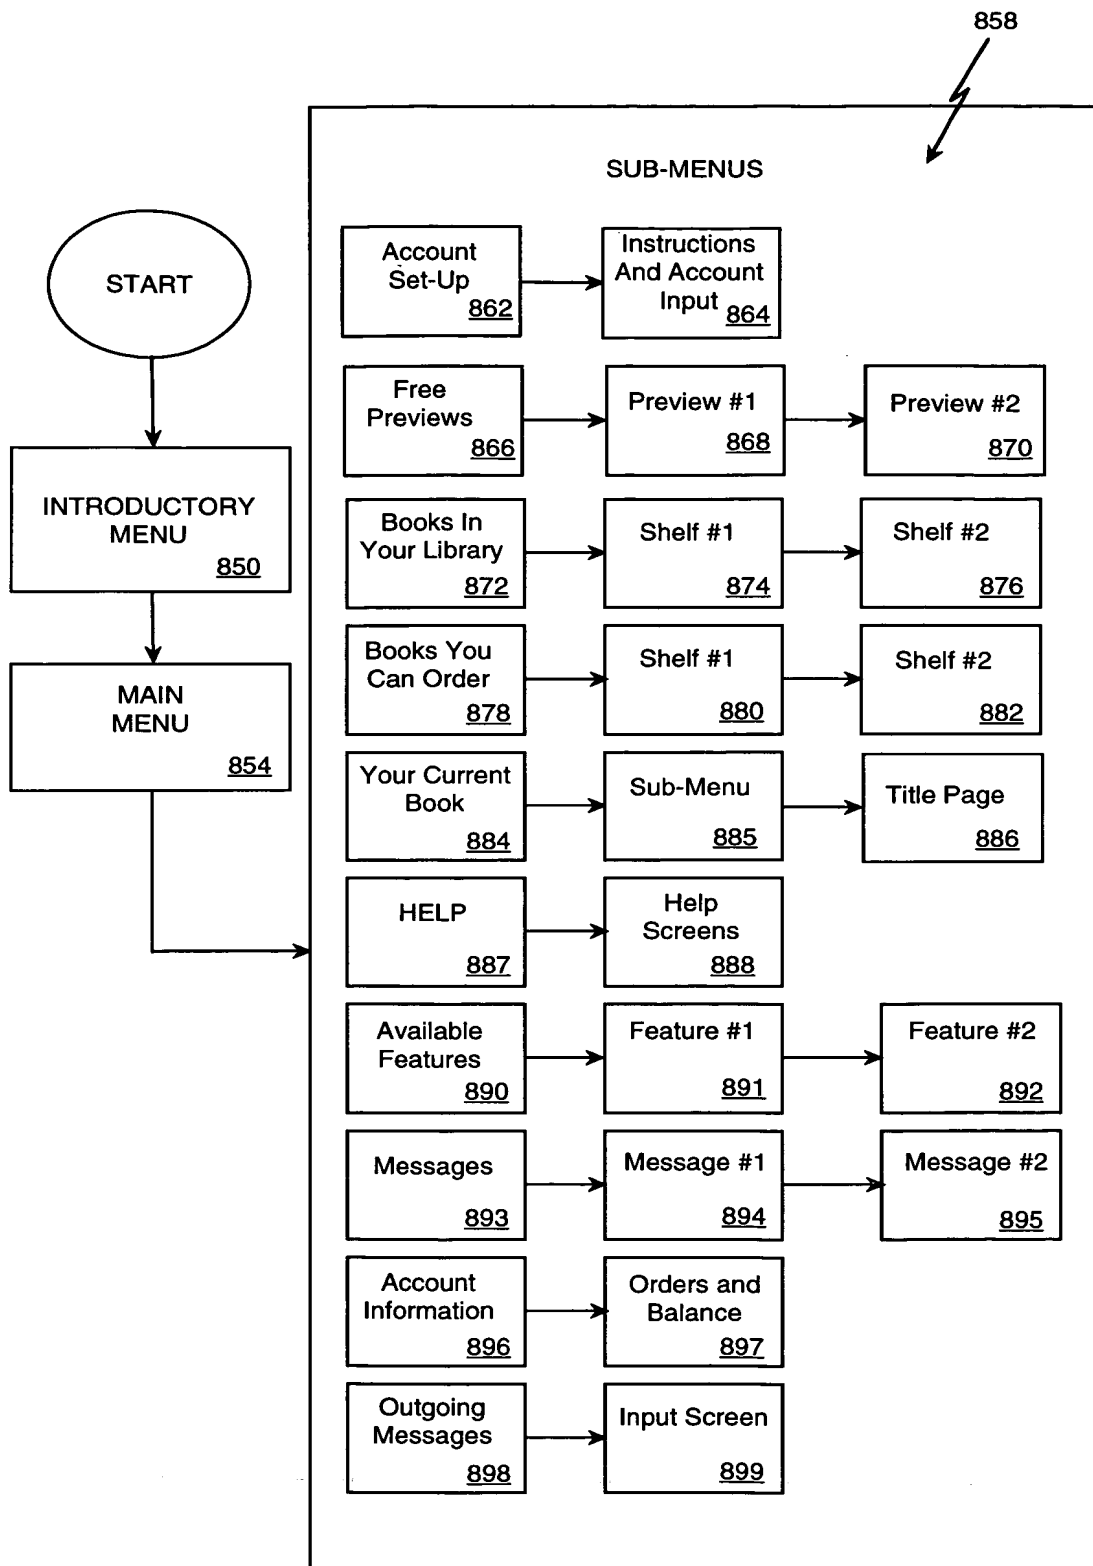 858
SUB-MENUS
START
INTRODUCTORY
MENU
850
MAIN
MENU
854
Account
Set-Up
862
Instructions
And Account
Input
864
Free
Previews
866
Preview #1
868
Preview #2
870
Books In
Your Library
872
Shelf #1
874
Shelf #2
876
Books You
Can Order
878
Shelf #1
880
Shelf #2
882
Your Current
Book
884
Sub-Menu
885
Title Page
886
HELP
887
Help
Screens
888
Available
Features
890
Feature #1
891
Feature #2
892
Messages
893
Message #1
894
Message #2
895
Account
Information
896
Orders and
Balance
897
Outgoing
Messages
898
Input Screen
899